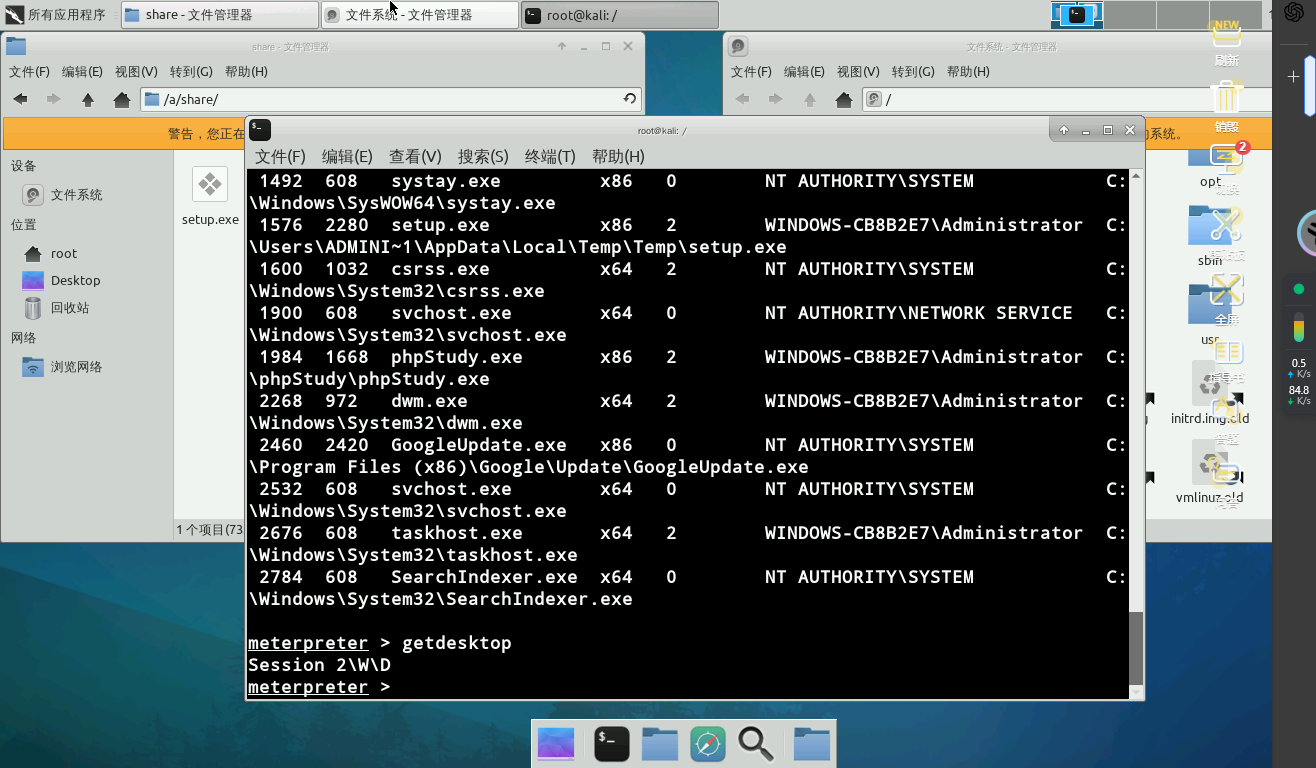 所有应用程序
share - 文件管理器
文件系统 - 文件管理器
root@kali: /
share - 文件管理器
文件(F) 编辑(E) 视图(V) 转到(G) 帮助(H)
/a/share/
警告，您正在
设备
文件系统
位置
root
Desktop
回收站
网络
浏览网络
setup.exe
1 个项目(73
文件系统 - 文件管理器
文件(F) 编辑(E) 视图(V) 转到(G) 帮助(H)
/
系统。
opt
sbin
usr
initrd.img.old
vmlinuz.old
root@kali: /
文件(F) 编辑(E) 查看(V) 搜索(S) 终端(T) 帮助(H)
1492 608 systay.exe x86 0 NT AUTHORITY\SYSTEM C:
\Windows\SysWOW64\systay.exe
1576 2280 setup.exe x86 2 WINDOWS-CB8B2E7\Administrator C:
\Users\ADMINI~1\AppData\Local\Temp\Temp\setup.exe
1600 1032 csrss.exe x64 2 NT AUTHORITY\SYSTEM C:
\Windows\System32\csrss.exe
1900 608 svchost.exe x64 0 NT AUTHORITY\NETWORK SERVICE C:
\Windows\System32\svchost.exe
1984 1668 phpStudy.exe x86 2 WINDOWS-CB8B2E7\Administrator C:
\phpStudy\phpStudy.exe
2268 972 dwm.exe x64 2 WINDOWS-CB8B2E7\Administrator C:
\Windows\System32\dwm.exe
2460 2420 GoogleUpdate.exe x86 0 NT AUTHORITY\SYSTEM C:
\Program Files (x86)\Google\Update\GoogleUpdate.exe
2532 608 svchost.exe x64 0 NT AUTHORITY\SYSTEM C:
\Windows\System32\svchost.exe
2676 608 taskhost.exe x64 2 WINDOWS-CB8B2E7\Administrator C:
\Windows\System32\taskhost.exe
2784 608 SearchIndexer.exe x64 0 NT AUTHORITY\SYSTEM C:
\Windows\System32\SearchIndexer.exe
meterpreter > getdesktop
Session 2\W\D
meterpreter >
NEW
刷新
销毁
2
全屏
0.5
K/s
84.8
K/s